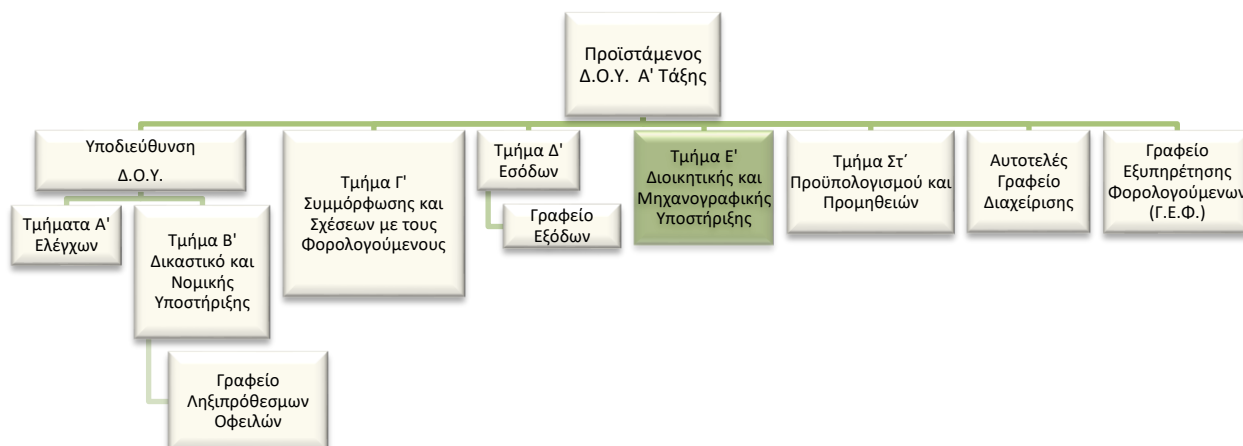 Προϊστάμενος
Δ.Ο.Υ. Α' Τάξης
Υποδιεύθυνση
Δ.Ο.Υ.
Τμήματα Α'
Ελέγχων
Τμήμα Β'
Δικαστικό και
Νομικής
Υποστήριξης
Γραφείο
Ληξιπρόθεσμων
Οφειλών
Τμήμα Γ'
Συμμόρφωσης και
Σχέσεων με τους
Φορολογούμενους
Τμήμα Δ'
Εσόδων
Γραφείο
Εξόδων
Τμήμα Ε'
Διοικητικής και
Μηχανογραφικής
Υποστήριξης
Τμήμα Στ΄
Προϋπολογισμού και
Προμηθειών
Αυτοτελές
Γραφείο
Διαχείρισης
Γραφείο
Εξυπηρέτησης
Φορολογούμενων
(Γ.Ε.Φ.)